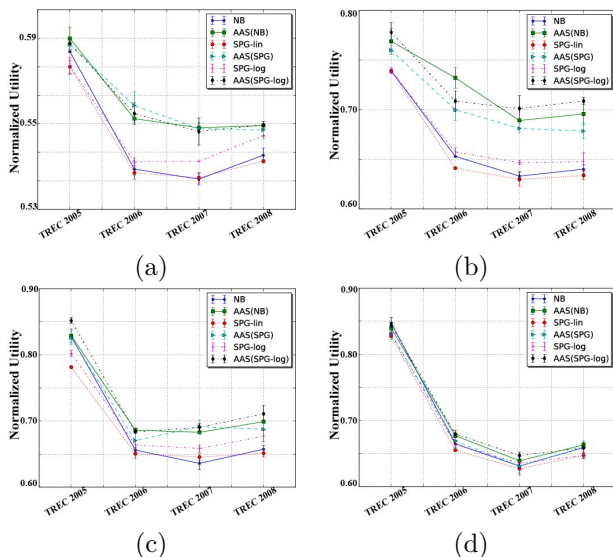 0.59
0.55
0.53
Normalized Utility
NB
AAS(NB)
SPG-lin
AAS(SPG)
SPG-log
AAS(SPG-log)
TREC 2005
TREC 2006
TREC 2007
TREC 2008
(a)
0.80
0.70
0.60
Normalized Utility
NB
AAS(NB)
SPG-lin
AAS(SPG)
SPG-log
AAS(SPG-log)
TREC 2005
TREC 2006
TREC 2007
TREC 2008
(b)
0.90
0.80
0.70
0.60
Normalized Utility
NB
AAS(NB)
SPG-lin
AAS(SPG)
SPG-log
AAS(SPG-log)
TREC 2005
TREC 2006
TREC 2007
TREC 2008
(c)
0.90
0.80
0.70
0.60
Normalized Utility
NB
AAS(NB)
SPG-lin
AAS(SPG)
SPG-log
AAS(SPG-log)
TREC 2005
TREC 2006
TREC 2007
TREC 2008
(d)